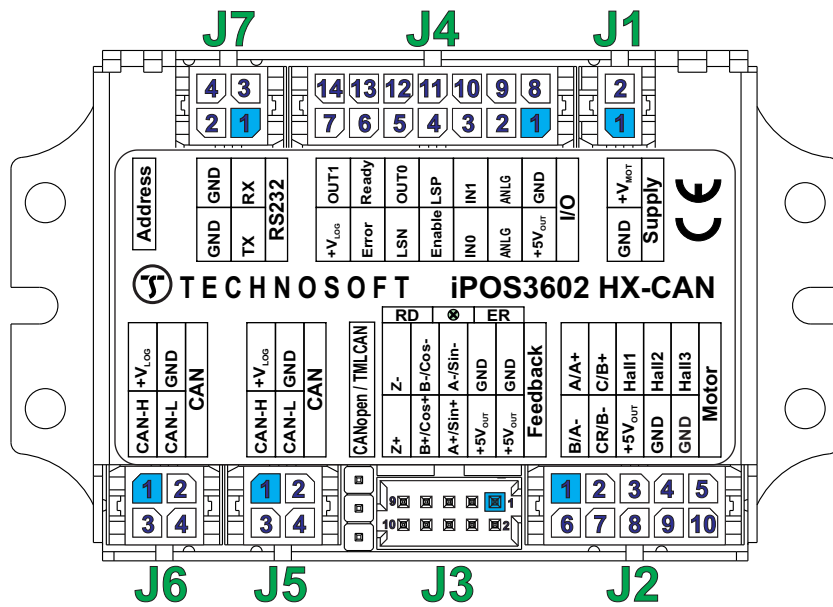 J7 J4 J1
4 3 14 13 12 11 10 9 8 2
2 1 7 6 5 4 3 2 1 1
Address
GND RX
GND TX
RS232
OUT1 Ready OUT0 LSP IN1 ANLG GND
+VLOG Error LSN Enable IN0 ANLG +5VOUT
I/O
+VMOT
GND
Supply
CE
TECHNOSOFT iPOS3602 HX-CAN
RD ER
+VLOG GND
CAN-H CAN-L
CAN
+VLOG GND
CAN-H CAN-L
CAN
CANopen / TMLCAN
Z- B-/Cos- A-/Sin- GND GND
Z+ B+/Cos+ A+/Sin+ +5VOUT +5VOUT
Feedback
A/A+ C/B+ Hall1 Hall2 Hall3
B/A- CR/B- +5VOUT GND GND
Motor
1 2 1 2 9 1 1 2 3 4 5
3 4 3 4 10 2 6 7 8 9 10
J6 J5 J3 J2